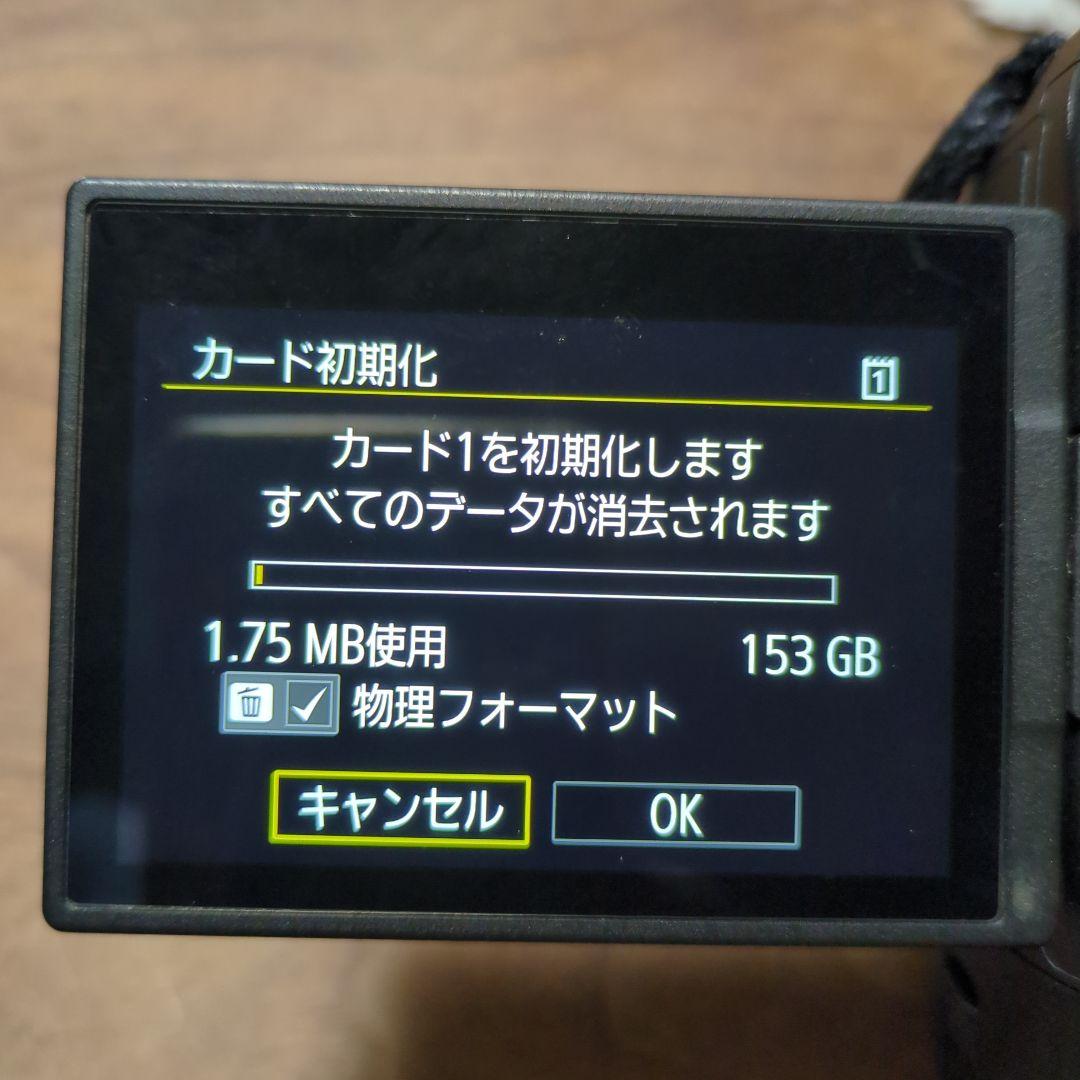 カード初期化
1
カード1を初期化します
すべてのデータが消去されます
1.75 MB使用 153 GB
物理フォーマット
キャンセル OK